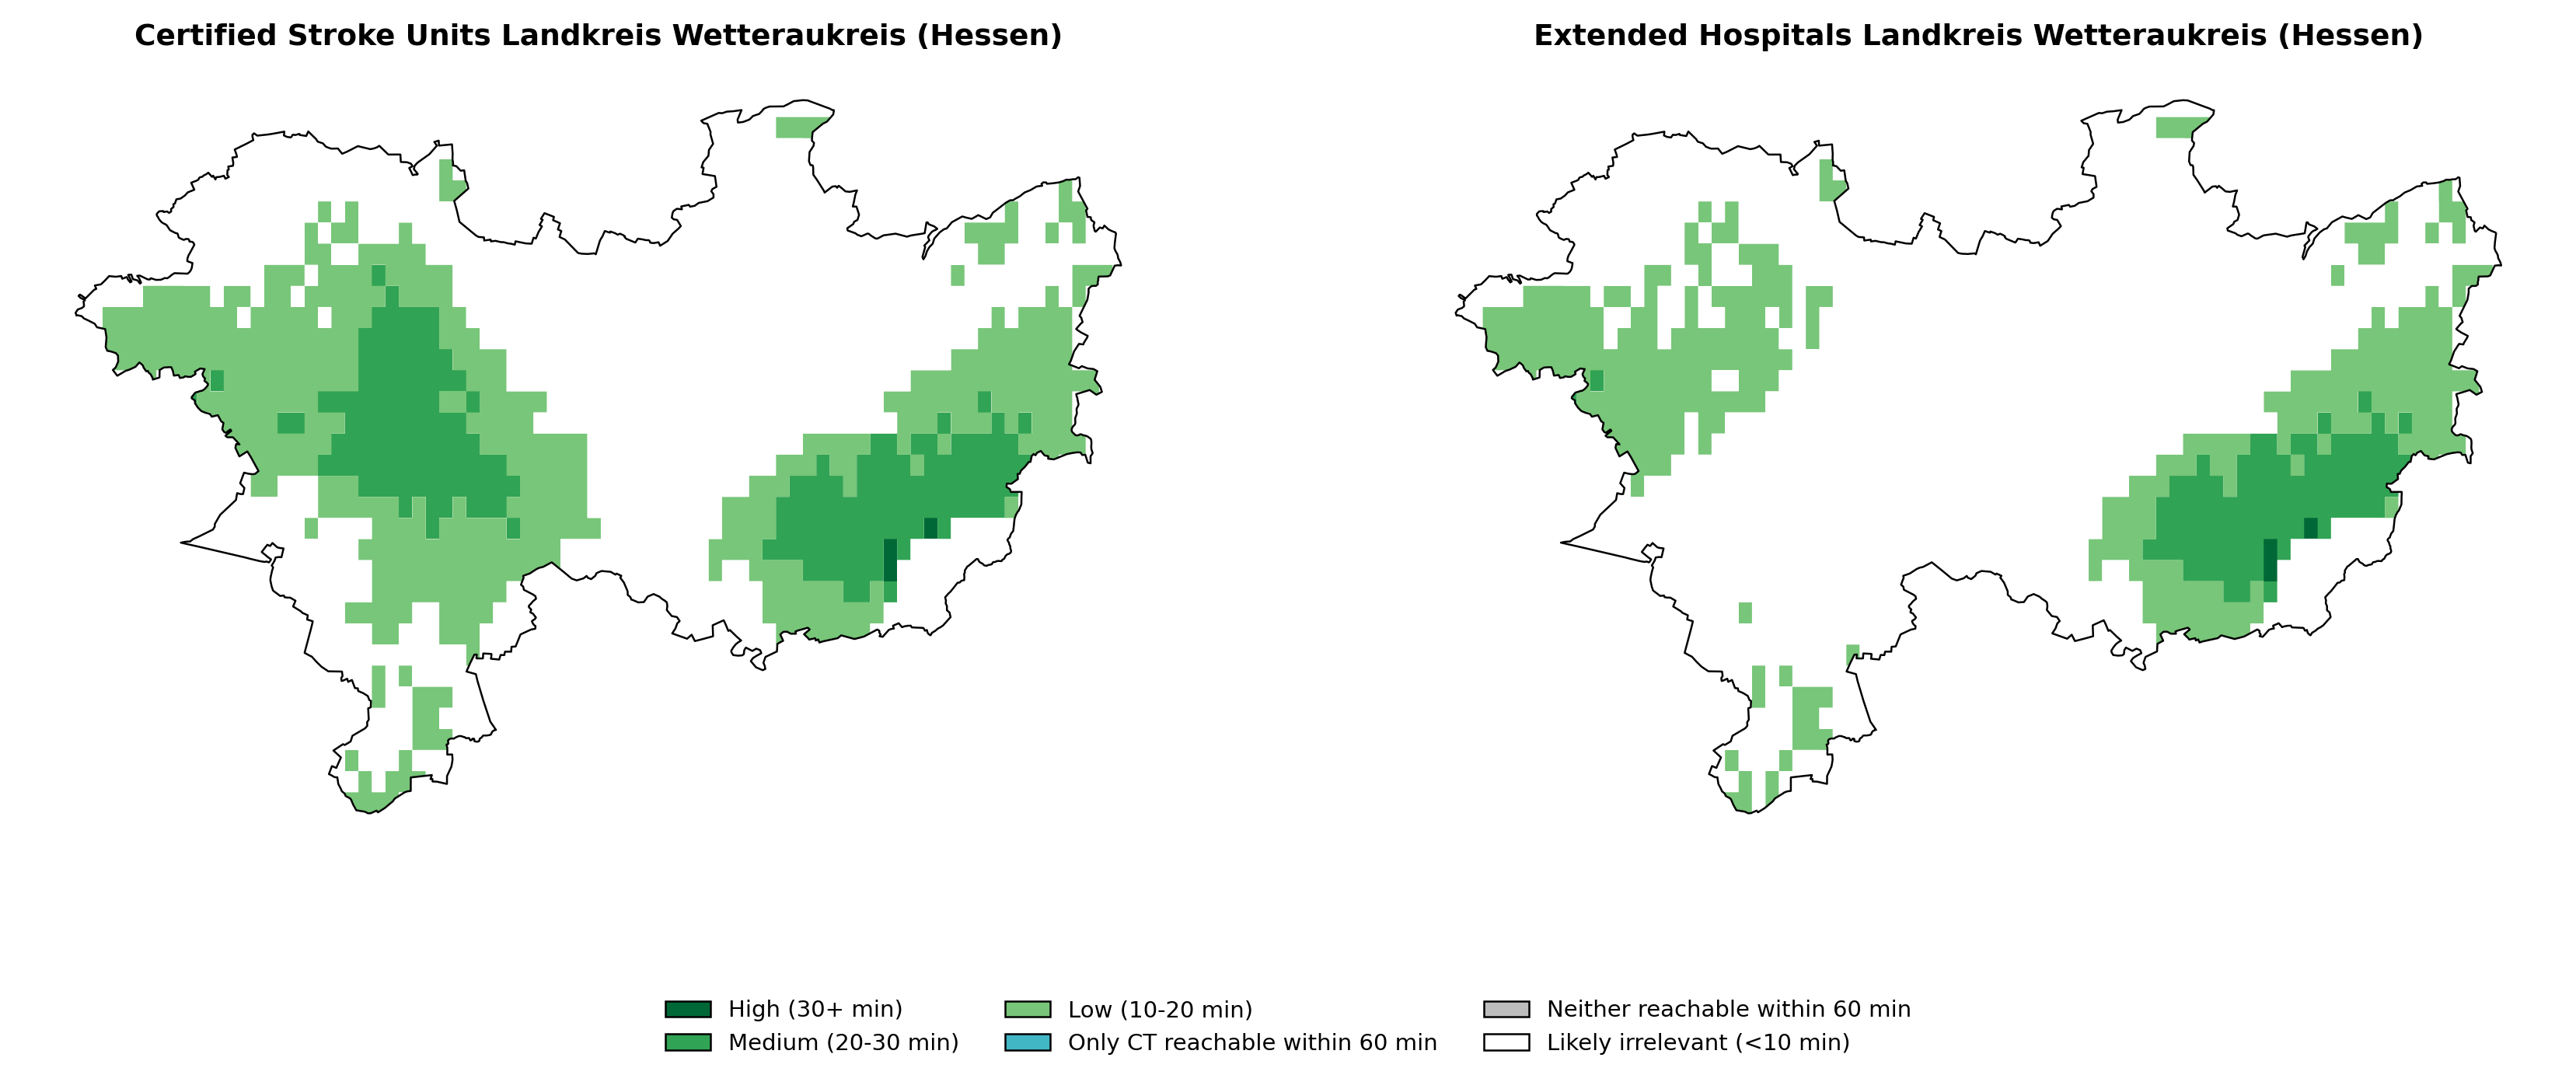 Certified Stroke Units Landkreis Wetteraukreis (Hessen)
Extended Hospitals Landkreis Wetteraukreis (Hessen)
High (30+ min)
Medium (20-30 min)
Low (10-20 min)
Only CT reachable within 60 min
Neither reachable within 60 min
Likely irrelevant (<10 min)